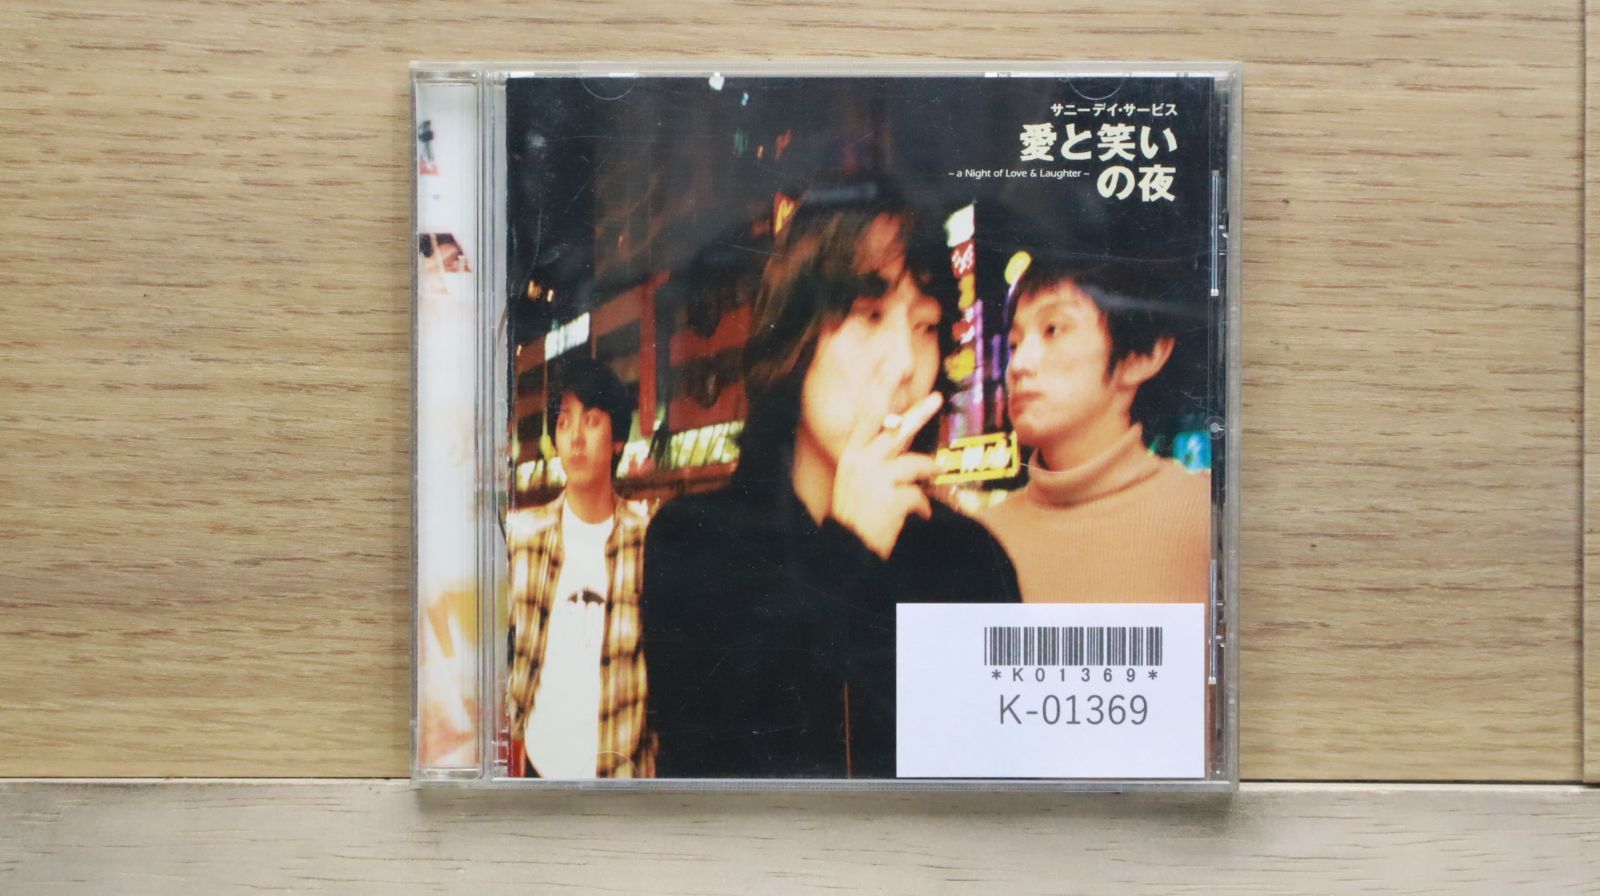 サニーデイ・サービス
愛と笑い
の夜
– a Night of Love & Laughter –
*K01369*
K-01369